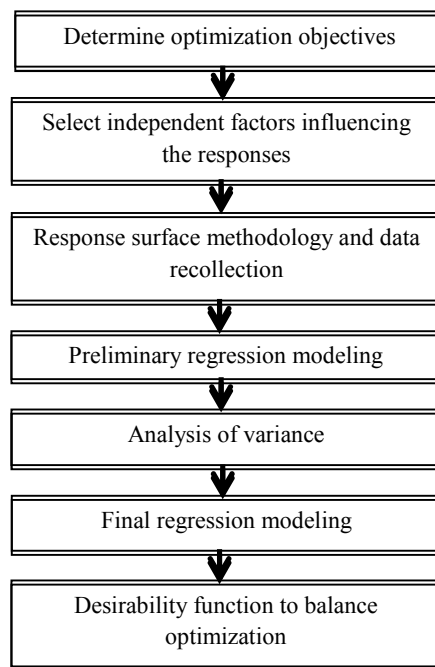 Determine optimization objectives
Select independent factors influencing
the responses
Response surface methodology and data
recollection
Preliminary regression modeling
Analysis of variance
Final regression modeling
Desirability function to balance
optimization